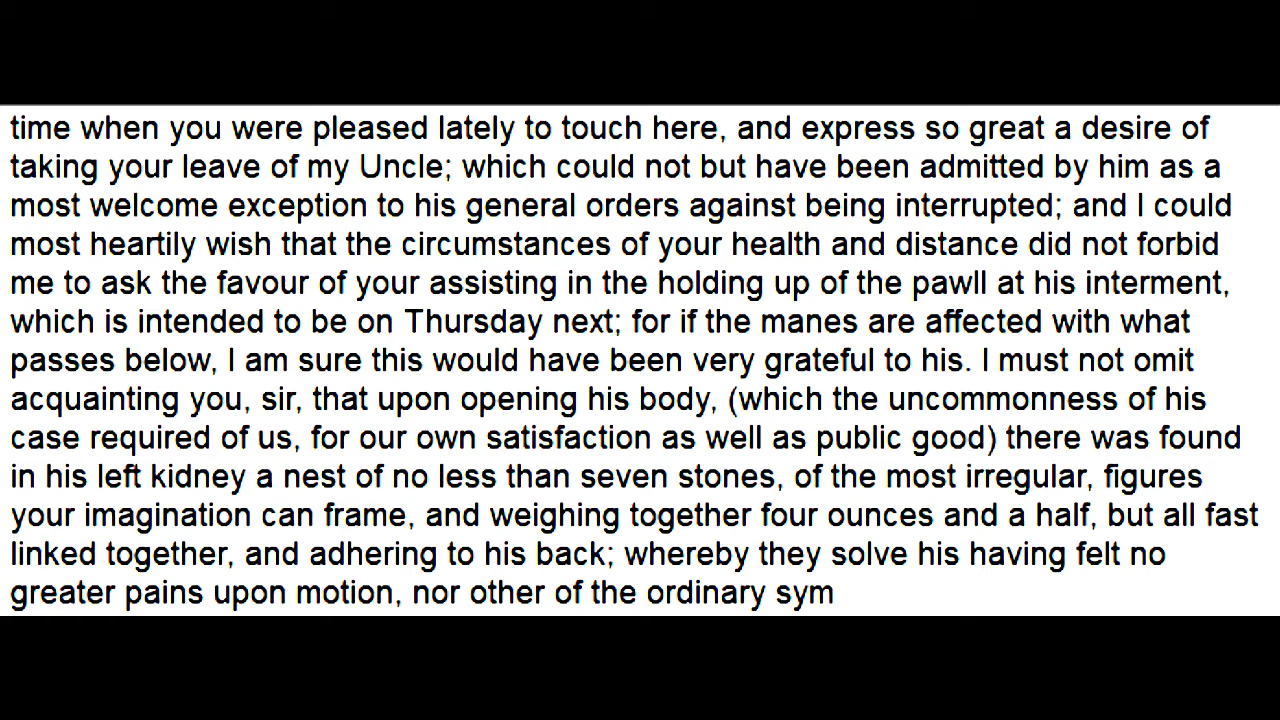 time when you were pleased lately to touch here, and express so great a desire of
taking your leave of my Uncle; which could not but have been admitted by him as a
most welcome exception to his general orders against being interrupted; and I could
most heartily wish that the circumstances of your health and distance did not forbid
me to ask the favour of your assisting in the holding up of the pawll at his interment,
which is intended to be on Thursday next; for if the manes are affected with what
passes below, I am sure this would have been very grateful to his. I must not omit
acquainting you, sir, that upon opening his body, (which the uncommonness of his
case required of us, for our own satisfaction as well as public good) there was found
in his left kidney a nest of no less than seven stones, of the most irregular, figures
your imagination can frame, and weighing together four ounces and a half, but all fast
linked together, and adhering to his back; whereby they solve his having felt no
greater pains upon motion, nor other of the ordinary sym